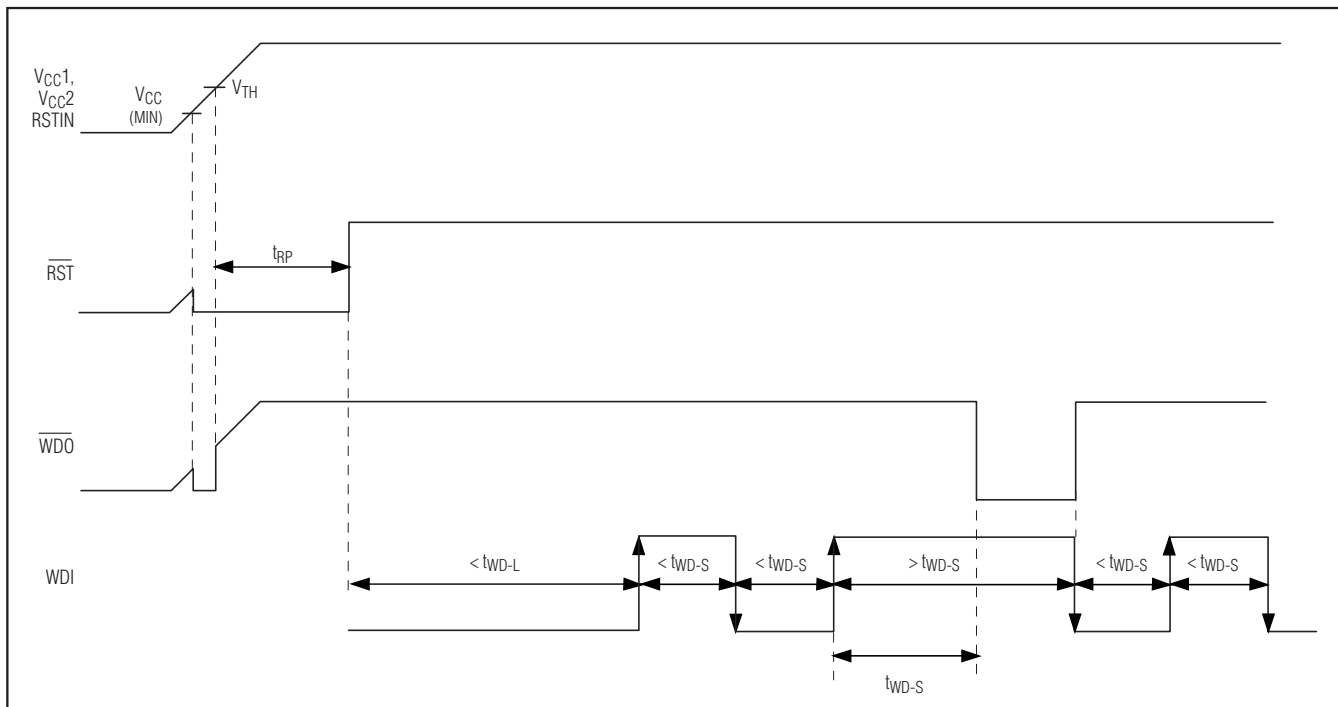 VCC1,
VCC2
RSTIN
VCC
(MIN)
VTH
RST
tRP
WDO
WDI
< tWD-L
< tWD-S
< tWD-S
> tWD-S
< tWD-S
< tWD-S
tWD-S